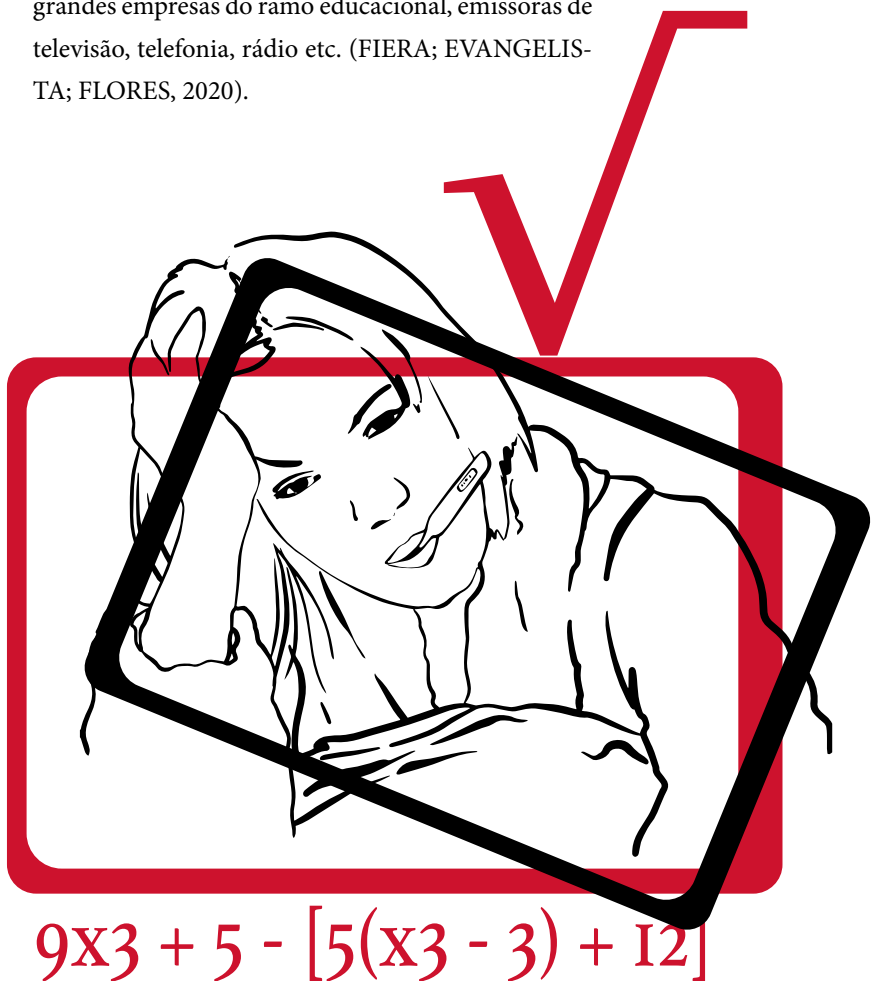 grandes empresas do ramo educacional, emissoras de
televisão, telefonia, rádio etc. (FIERA; EVANGELIS-
TA; FLORES, 2020).
√
9x3 + 5 - [5(x3 - 3) + 12]